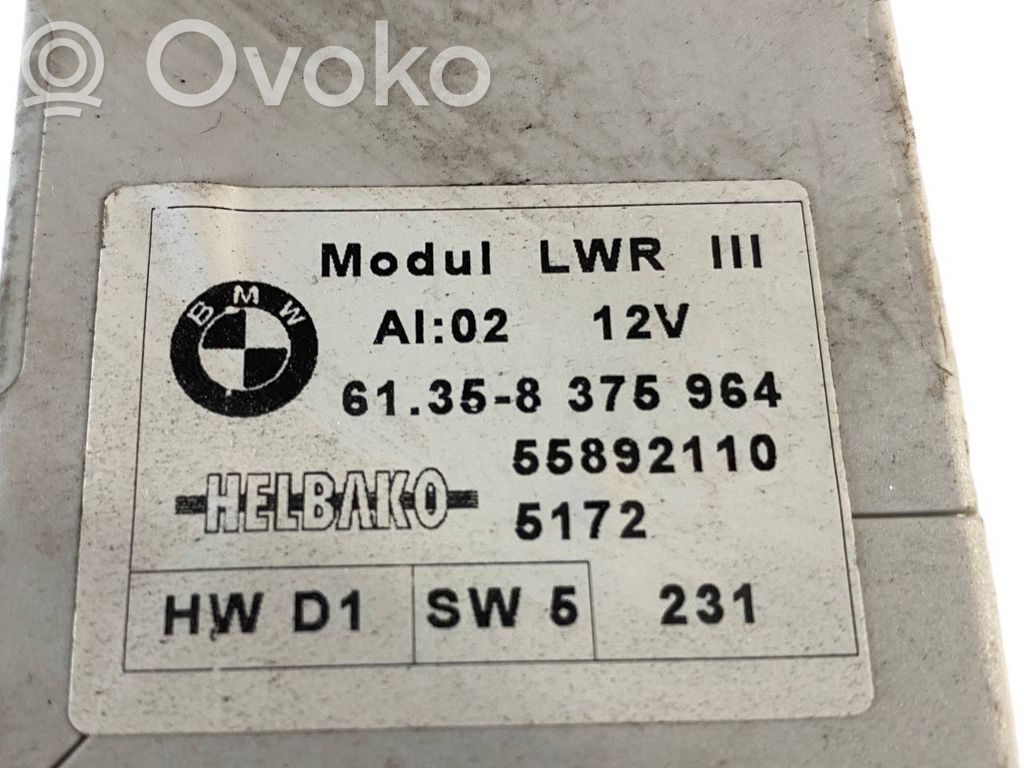 Ovoko
Modul LWR III
BMW
AI:02 12V
61.35-8 375 964
55892110
HELBAKO
5172
HW D1 SW 5 231